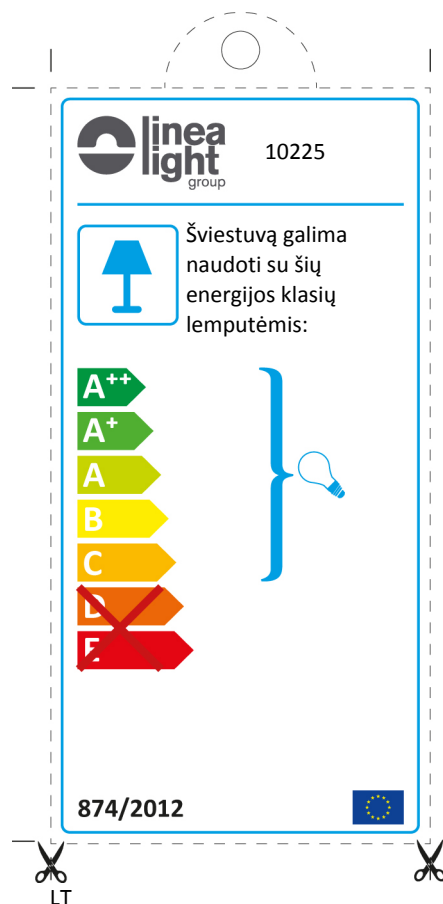 linea
light
group
10225
Šviestuvą galima
naudoti su šių
energijos klasių
lemputėmis:
A++
A+
A
B
C
D
E
874/2012
LT